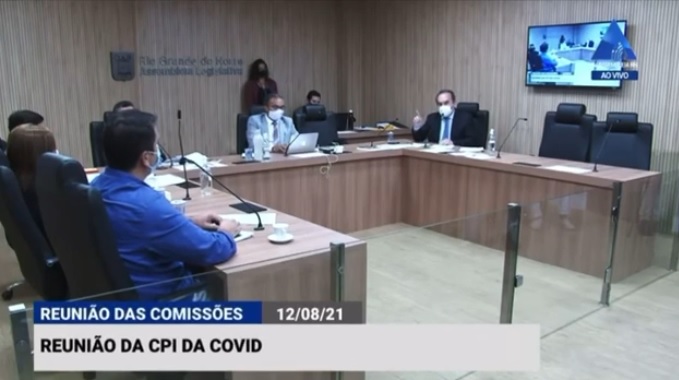 Rio Grande do Norte
Assembleia Legislativa
AO VIVO
REUNIÃO DAS COMISSÕES 12/08/21
REUNIÃO DA CPI DA COVID